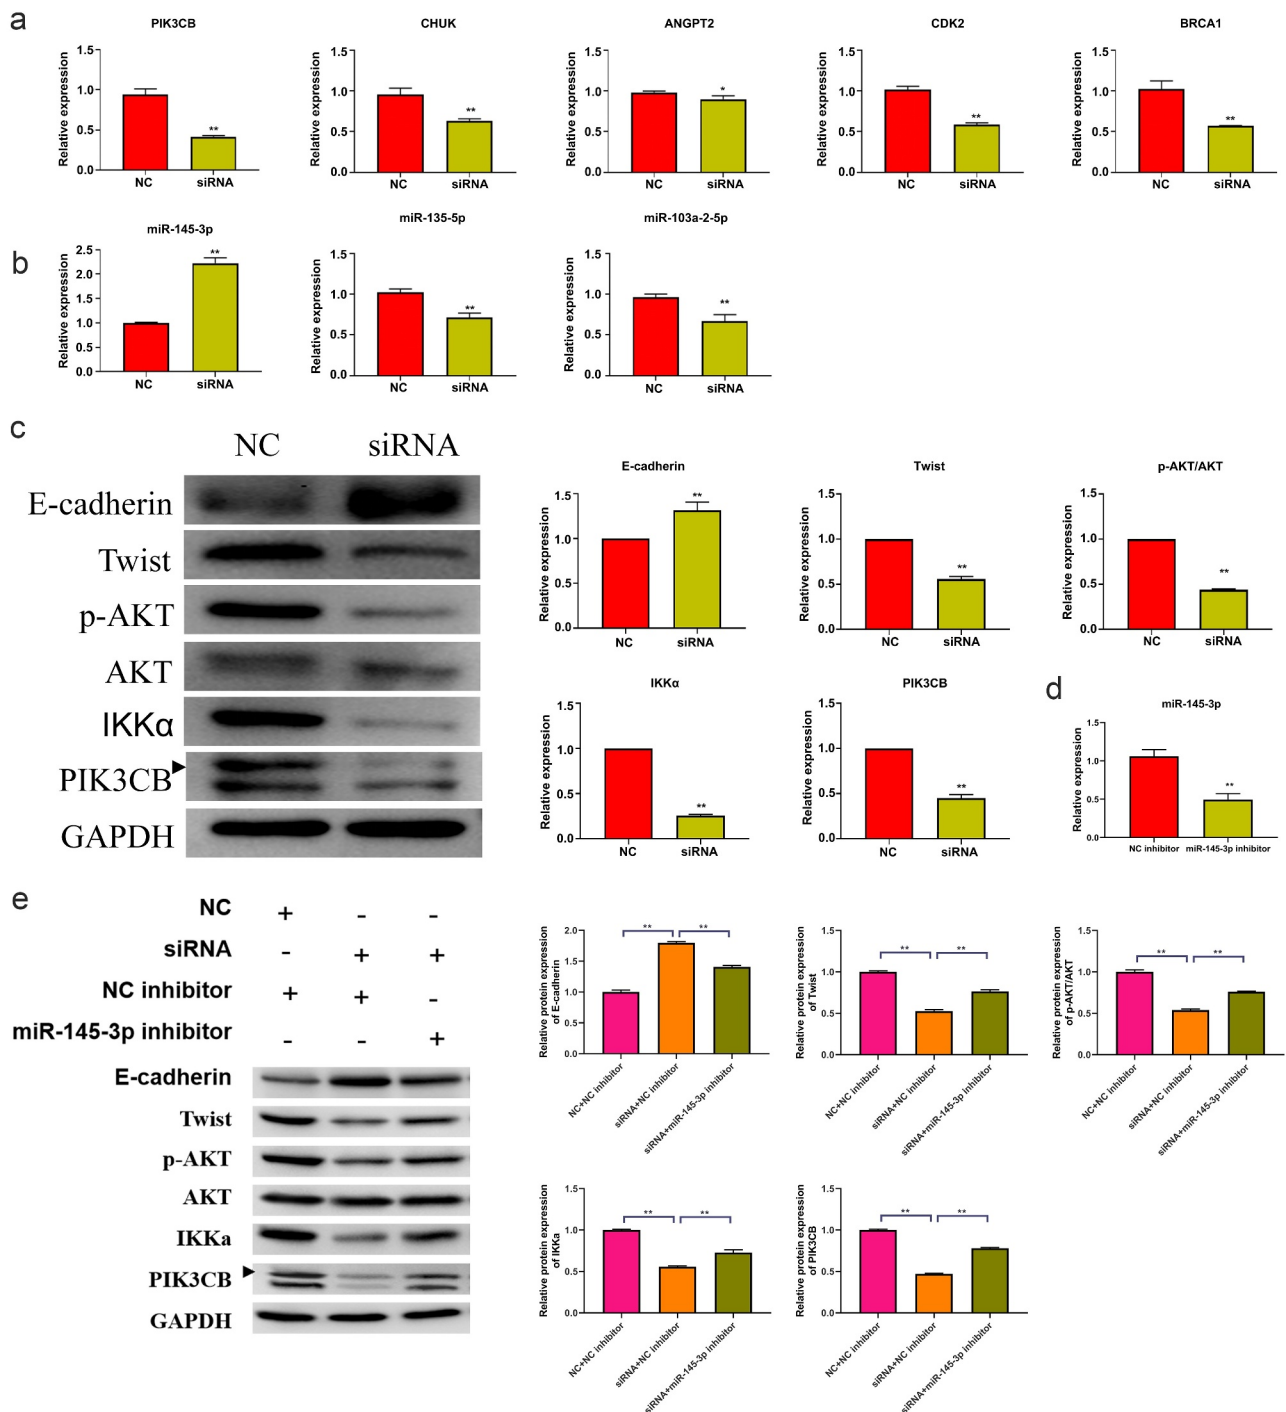 a
PIK3CB
CHUK
ANGPT2
CDK2
BRCA1
Relative expression
1.5
1.0
0.5
0.0
**
NC
siRNA
Relative expression
1.5
1.0
0.5
0.0
**
NC
siRNA
Relative expression
1.5
1.0
0.5
0.0
*
NC
siRNA
Relative expression
1.5
1.0
0.5
0.0
**
NC
siRNA
Relative expression
1.5
1.0
0.5
0.0
**
NC
siRNA
b
miR-145-3p
Relative expression
2.5
2.0
1.5
1.0
0.5
0.0
**
NC
siRNA
miR-135-5p
Relative expression
1.5
1.0
0.5
0.0
**
NC
siRNA
miR-103a-2-5p
Relative expression
1.5
1.0
0.5
0.0
**
NC
siRNA
c
NC siRNA
E-cadherin
Twist
p-AKT
AKT
IKKα
PIK3CB
GAPDH
E-cadherin
Relative expression
1.5
1.0
0.5
0.0
**
NC
siRNA
Twist
Relative expression
1.5
1.0
0.5
0.0
**
NC
siRNA
p-AKT/AKT
Relative expression
1.5
1.0
0.5
0.0
**
NC
siRNA
IKKα
Relative expression
1.5
1.0
0.5
0.0
**
NC
siRNA
PIK3CB
Relative expression
1.5
1.0
0.5
0.0
**
NC
siRNA
d
miR-145-3p
Relative expression
1.5
1.0
0.5
0.0
**
NC inhibitor
miR-145-3p inhibitor
e
NC + - -
siRNA - + +
NC inhibitor + + -
miR-145-3p inhibitor - - +
E-cadherin
Twist
p-AKT
AKT
IKKa
PIK3CB
GAPDH
Relative protein expression
of E-cadherin
2.0
1.5
1.0
0.5
0.0
** **
NC+NC inhibitor
siRNA+NC inhibitor
siRNA+miR-145-3p inhibitor
Relative protein expression
of Twist
1.5
1.0
0.5
0.0
** **
NC+NC inhibitor
siRNA+NC inhibitor
siRNA+miR-145-3p inhibitor
Relative protein expression
of p-AKT/AKT
1.5
1.0
0.5
0.0
** **
NC+NC inhibitor
siRNA+NC inhibitor
siRNA+miR-145-3p inhibitor
Relative protein expression
of IKKa
1.5
1.0
0.5
0.0
** **
NC+NC inhibitor
siRNA+NC inhibitor
siRNA+miR-145-3p inhibitor
Relative protein expression
of PIK3CB
1.5
1.0
0.5
0.0
** **
NC+NC inhibitor
siRNA+NC inhibitor
siRNA+miR-145-3p inhibitor